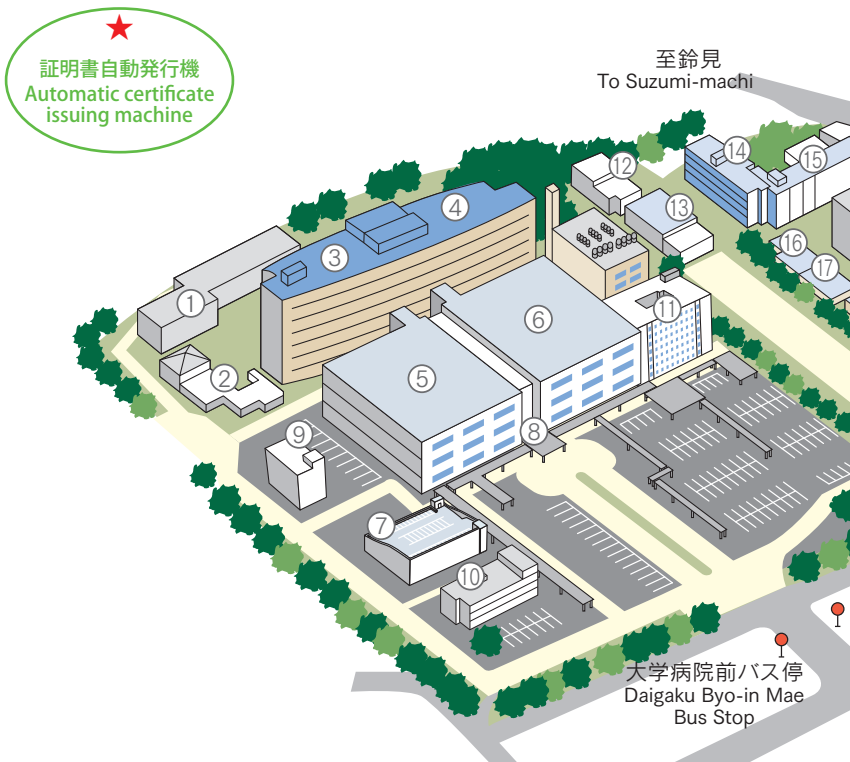 証明書自動発行機
Automatic certificate
issuing machine
至鈴見
To Suzumi-machi
⑫
⑭
⑮
④
⑬
③
⑯
⑰
①
⑥
⑪
②
⑤
⑧
⑨
⑦
⑩
大学病院前バス停
Daigaku Byo-in Mae
Bus Stop